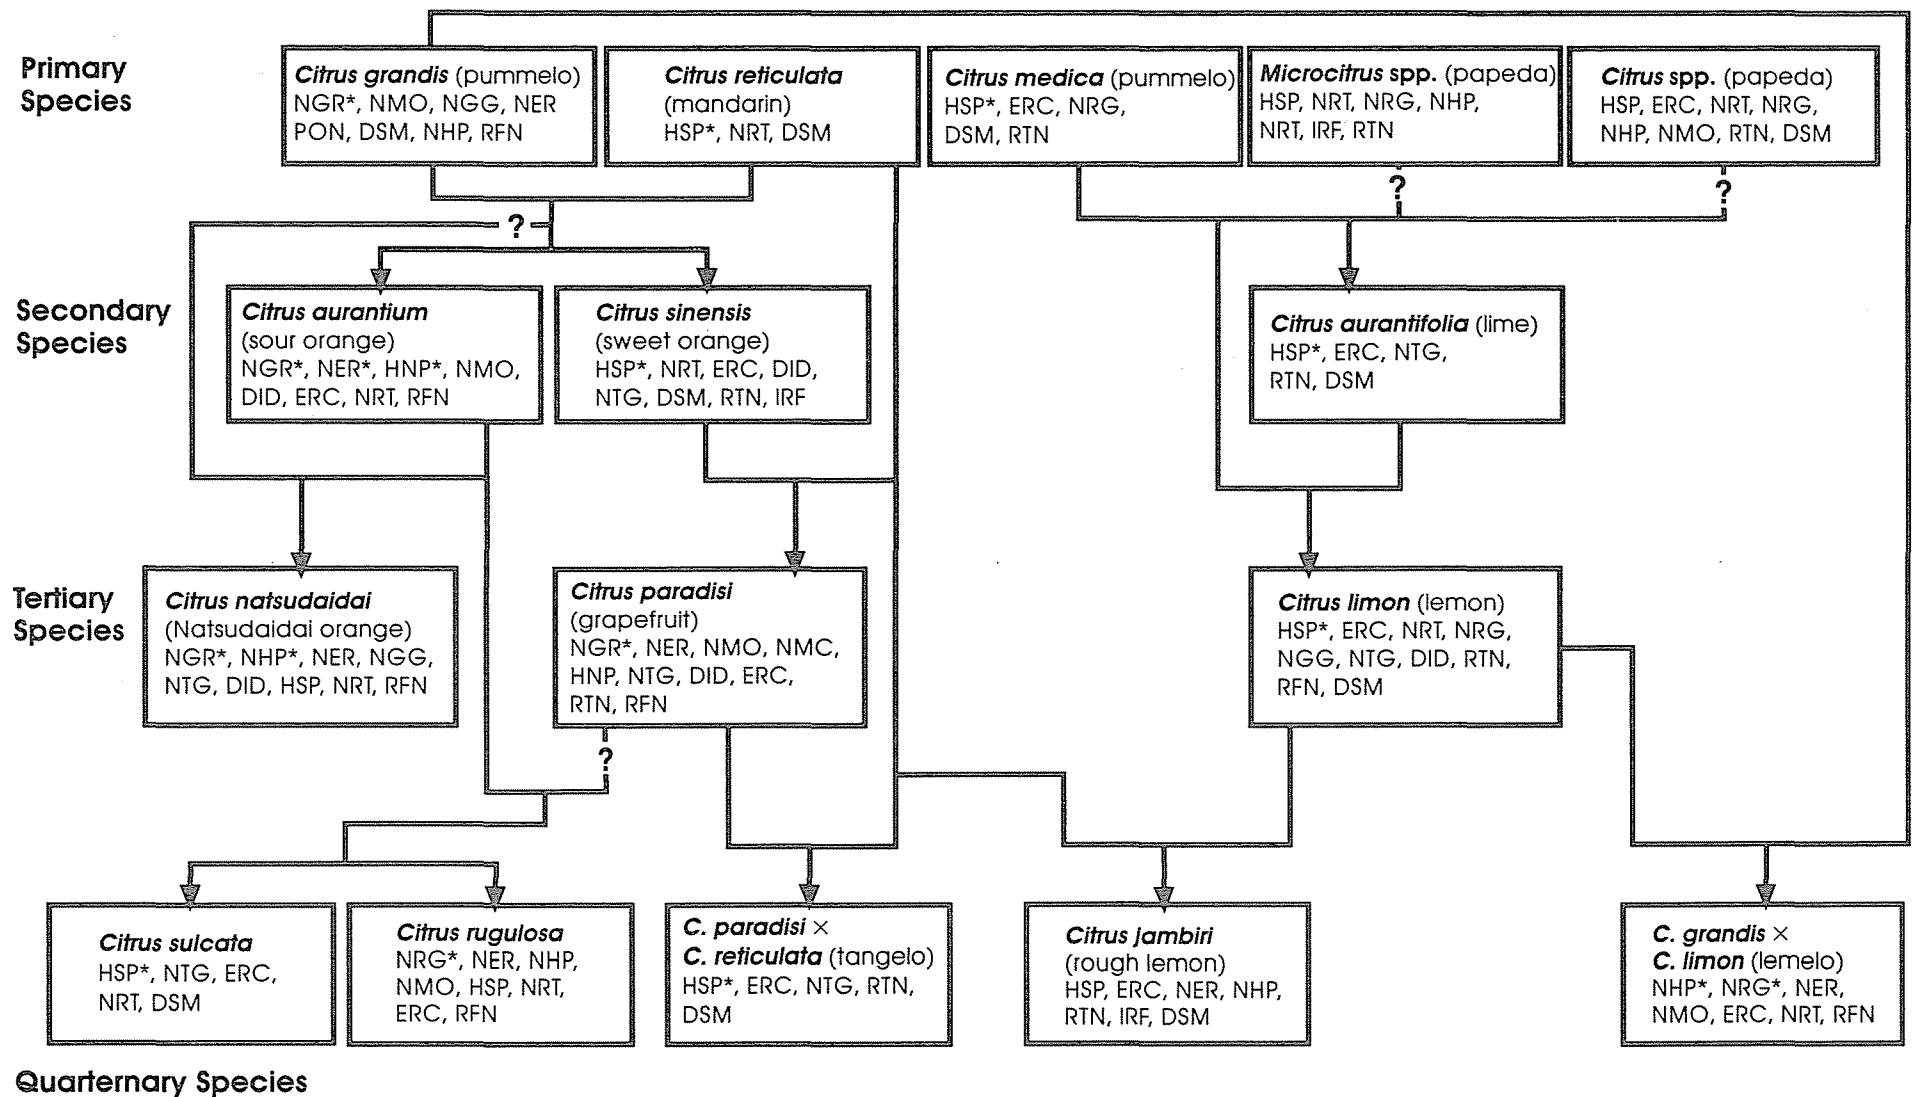 Primary
Species
Citrus grandis (pummelo)
NGR*, NMO, NGG, NER
PON, DSM, NHP, RFN
Citrus reticulata
(mandarin)
HSP*, NRT, DSM
Citrus medica (pummelo)
HSP*, ERC, NRG,
DSM, RTN
Microcitrus spp. (papeda)
HSP, NRT, NRG, NHP,
NRT, IRF, RTN
Citrus spp. (papeda)
HSP, ERC, NRT, NRG,
NHP, NMO, RTN, DSM
?
?
?
Secondary
Species
Citrus aurantium
(sour orange)
NGR*, NER*, HNP*, NMO,
DID, ERC, NRT, RFN
Citrus sinensis
(sweet orange)
HSP*, NRT, ERC, DID,
NTG, DSM, RTN, IRF
Citrus aurantifolia (lime)
HSP*, ERC, NTG,
RTN, DSM
Tertiary
Species
Citrus natsudaidai
(Natsudaidai orange)
NGR*, NHP*, NER, NGG,
NTG, DID, HSP, NRT, RFN
Citrus paradisi
(grapefruit)
NGR*, NER, NMO, NMC,
HNP, NTG, DID, ERC,
RTN, RFN
Citrus limon (lemon)
HSP*, ERC, NRT, NRG,
NGG, NTG, DID, RTN,
RFN, DSM
?
Citrus sulcata
HSP*, NTG, ERC,
NRT, DSM
Citrus rugulosa
NRG*, NER, NHP,
NMO, HSP, NRT,
ERC, RFN
C. paradisi ×
C. reticulata (tangelo)
HSP*, ERC, NTG, RTN,
DSM
Citrus jambiri
(rough lemon)
HSP, ERC, NER, NHP,
RTN, IRF, DSM
C. grandis ×
C. limon (lemelo)
NHP*, NRG*, NER,
NMO, ERC, NRT, RFN
Quarternary Species